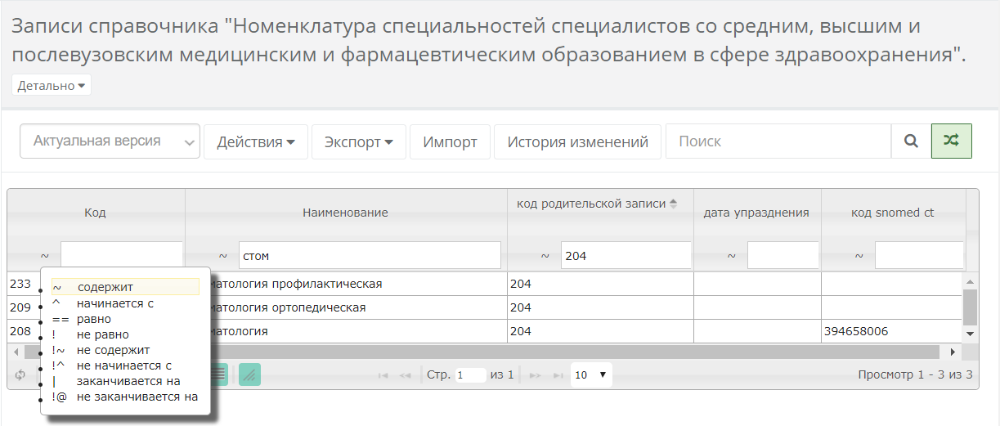 Записи справочника "Номенклатура специальностей специалистов со средним, высшим и
послевузовским медицинским и фармацевтическим образованием в сфере здравоохранения".
Детально
Актуальная версия Действия Экспорт Импорт История изменений Поиск
Код Наименование код родительской записи дата упразднения код snomed ct
~ ~ стом ~ 204 ~ ~
233 матология профилактическая 204
209 матология ортопедическая 204
208 матология 204 394658006
~ содержит
^ начинается с
== равно
! не равно
!~ не содержит
!^ не начинается с
| заканчивается на
!@ не заканчивается на
Стр. 1 из 1 10 Просмотр 1 - 3 из 3